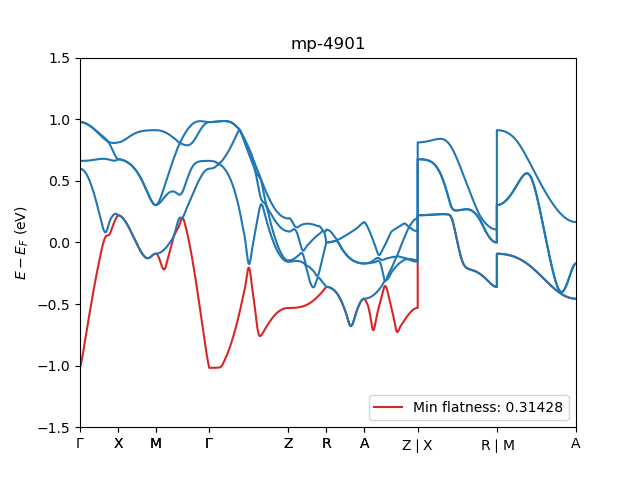 mp-4901
E − E_F (eV)
1.5
1.0
0.5
0.0
−0.5
−1.0
−1.5
Min flatness: 0.31428
Γ X M Γ Z R A Z | X R | M A